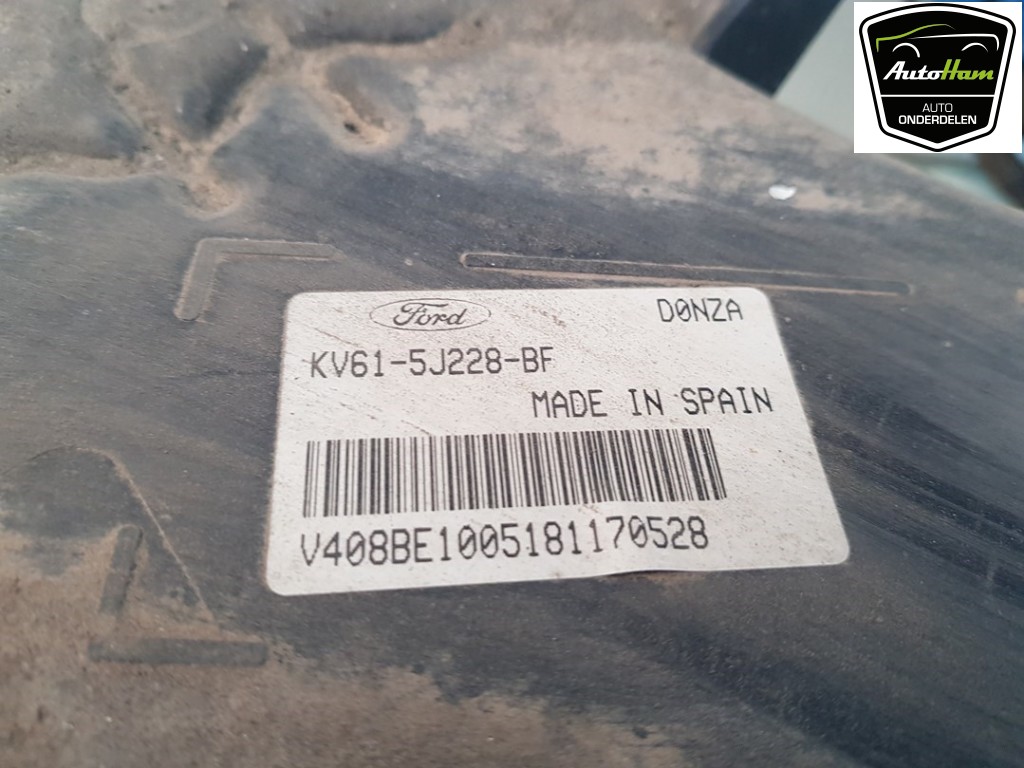 AutoHam
AUTO
ONDERDELEN
Ford
D0NZA
KV61-5J228-BF
MADE IN SPAIN
V408BE1005181170528